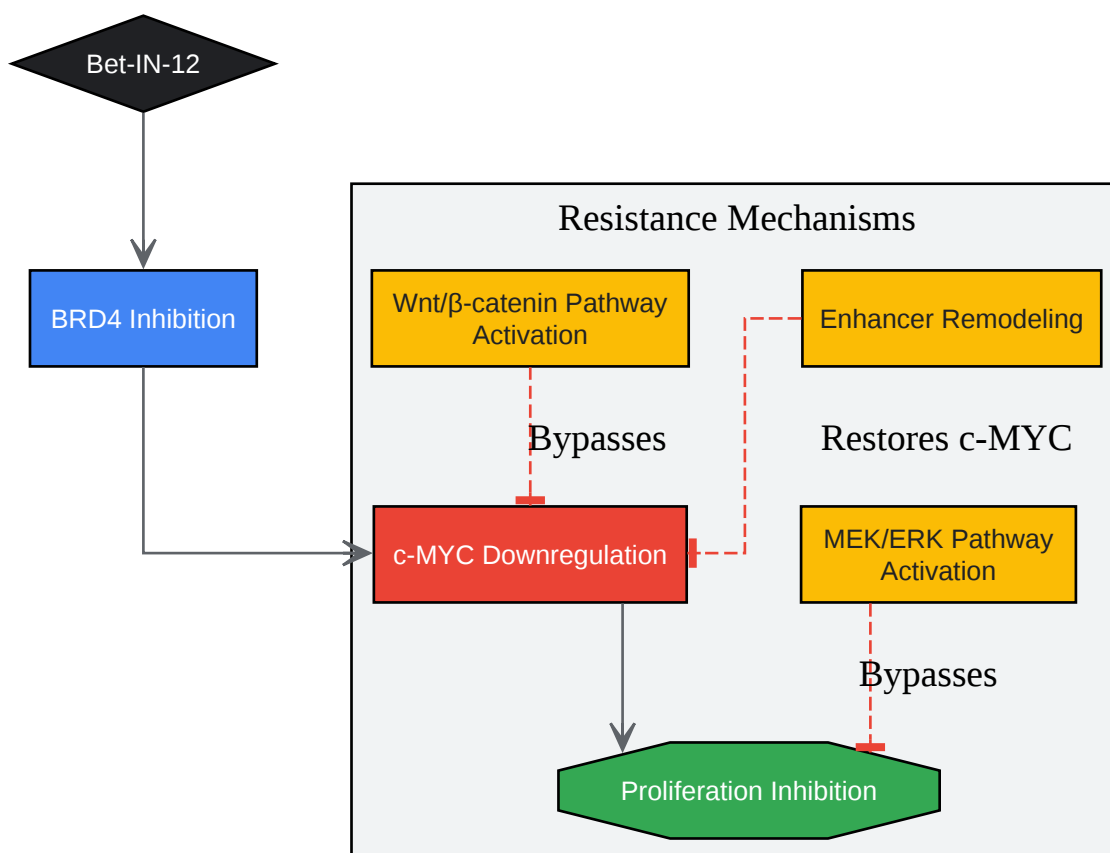 Bet-IN-12
Resistance Mechanisms
BRD4 Inhibition
Wnt/β-catenin Pathway
Activation
Enhancer Remodeling
Bypasses
Restores c-MYC
c-MYC Downregulation
MEK/ERK Pathway
Activation
Bypasses
Proliferation Inhibition